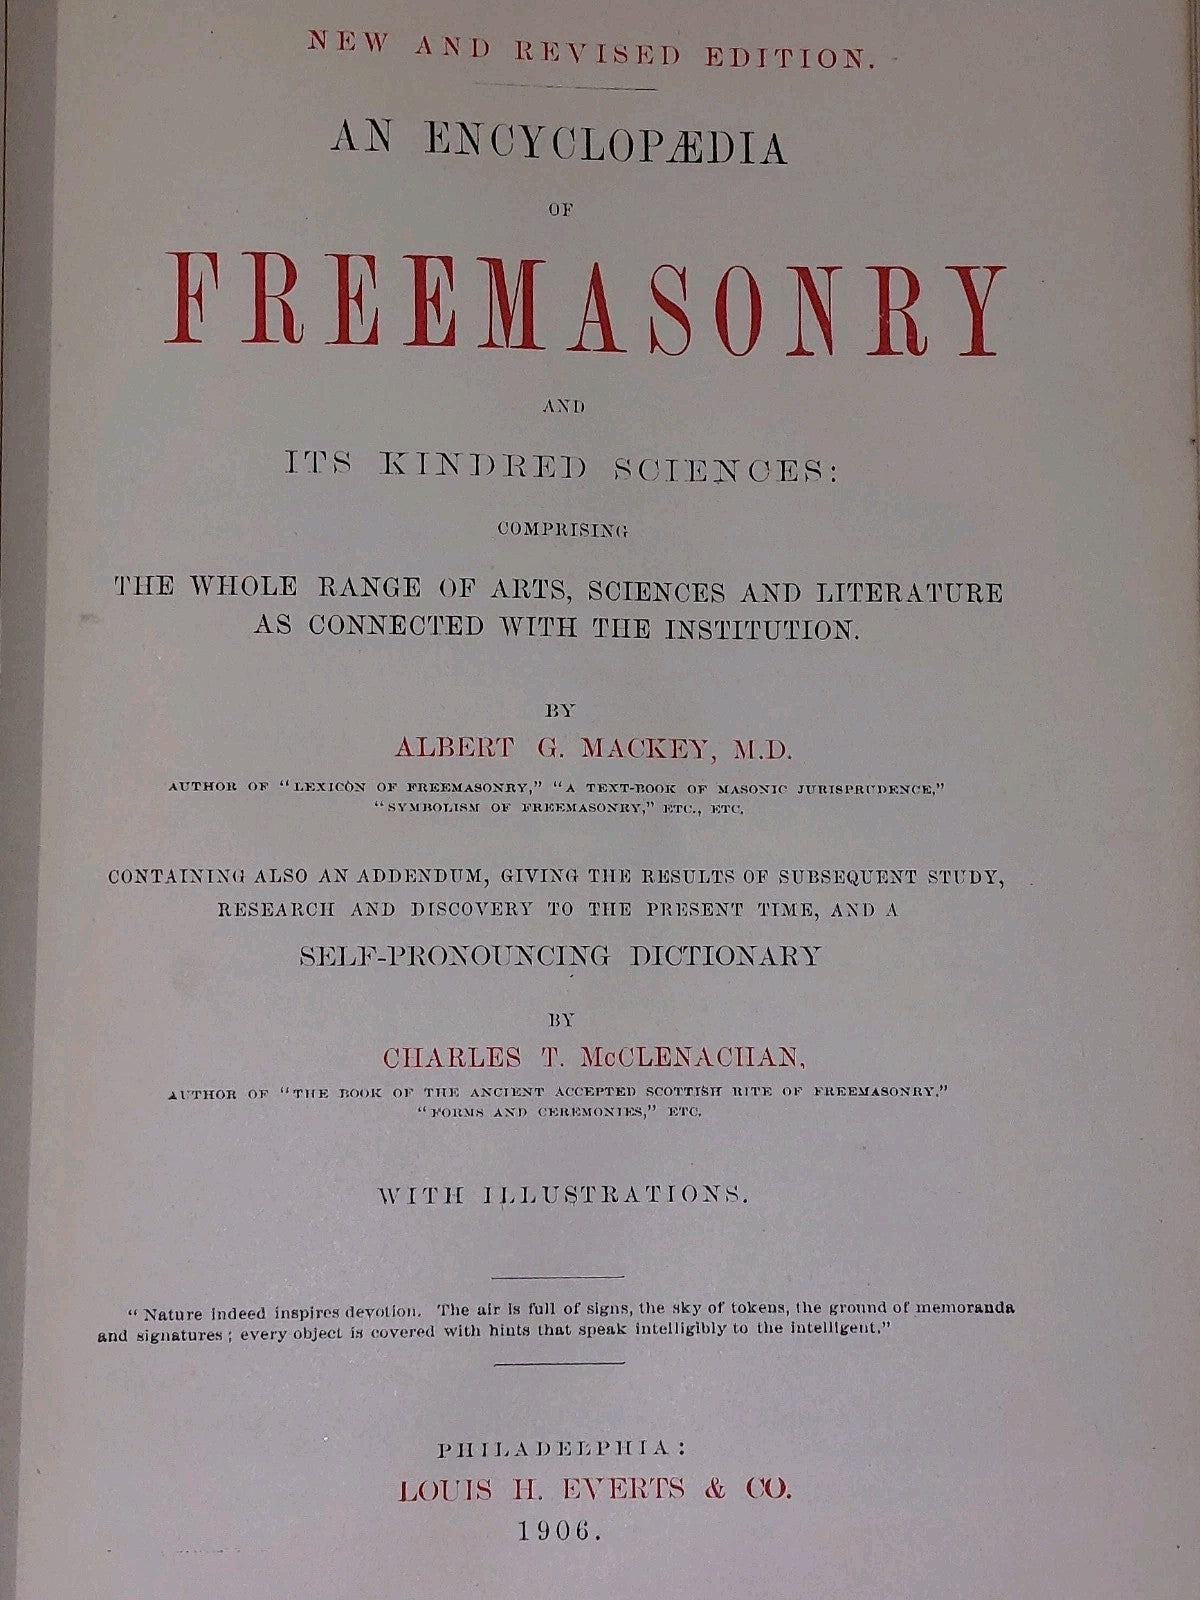 NEW AND REVISED EDITION.
AN ENCYCLOPÆDIA
OF
FREEMASONRY
AND
ITS KINDRED SCIENCES:
COMPRISING
THE WHOLE RANGE OF ARTS, SCIENCES AND LITERATURE
AS CONNECTED WITH THE INSTITUTION.
BY
ALBERT G. MACKEY, M.D.
AUTHOR OF “LEXICON OF FREEMASONRY,” “A TEXT-BOOK OF MASONIC JURISPRUDENCE,”
“SYMBOLISM OF FREEMASONRY,” ETC., ETC.
CONTAINING ALSO AN ADDENDUM, GIVING THE RESULTS OF SUBSEQUENT STUDY,
RESEARCH AND DISCOVERY TO THE PRESENT TIME, AND A
SELF-PRONOUNCING DICTIONARY
BY
CHARLES T. McCLENACHAN,
AUTHOR OF “THE BOOK OF THE ANCIENT ACCEPTED SCOTTISH RITE OF FREEMASONRY,”
“FORMS AND CEREMONIES,” ETC.
WITH ILLUSTRATIONS.
“Nature indeed inspires devotion. The air is full of signs, the sky of tokens, the ground of memoranda
and signatures; every object is covered with hints that speak intelligibly to the intelligent.”
PHILADELPHIA:
LOUIS H. EVERTS & CO.
1906.